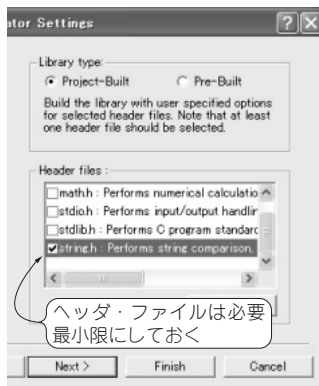 ator Settings
Library type:
Project-Built Pre-Built
Build the library with user specified options
for selected header files. Note that at least
one header file should be selected.
Header files :
math.h : Performs numerical calculatio
stdio.h : Performs input/output handlir
stdlib.h : Performs C program standard
string.h : Performs string comparison,
ヘッダ・ファイルは必要
最小限にしておく
Next > Finish Cancel